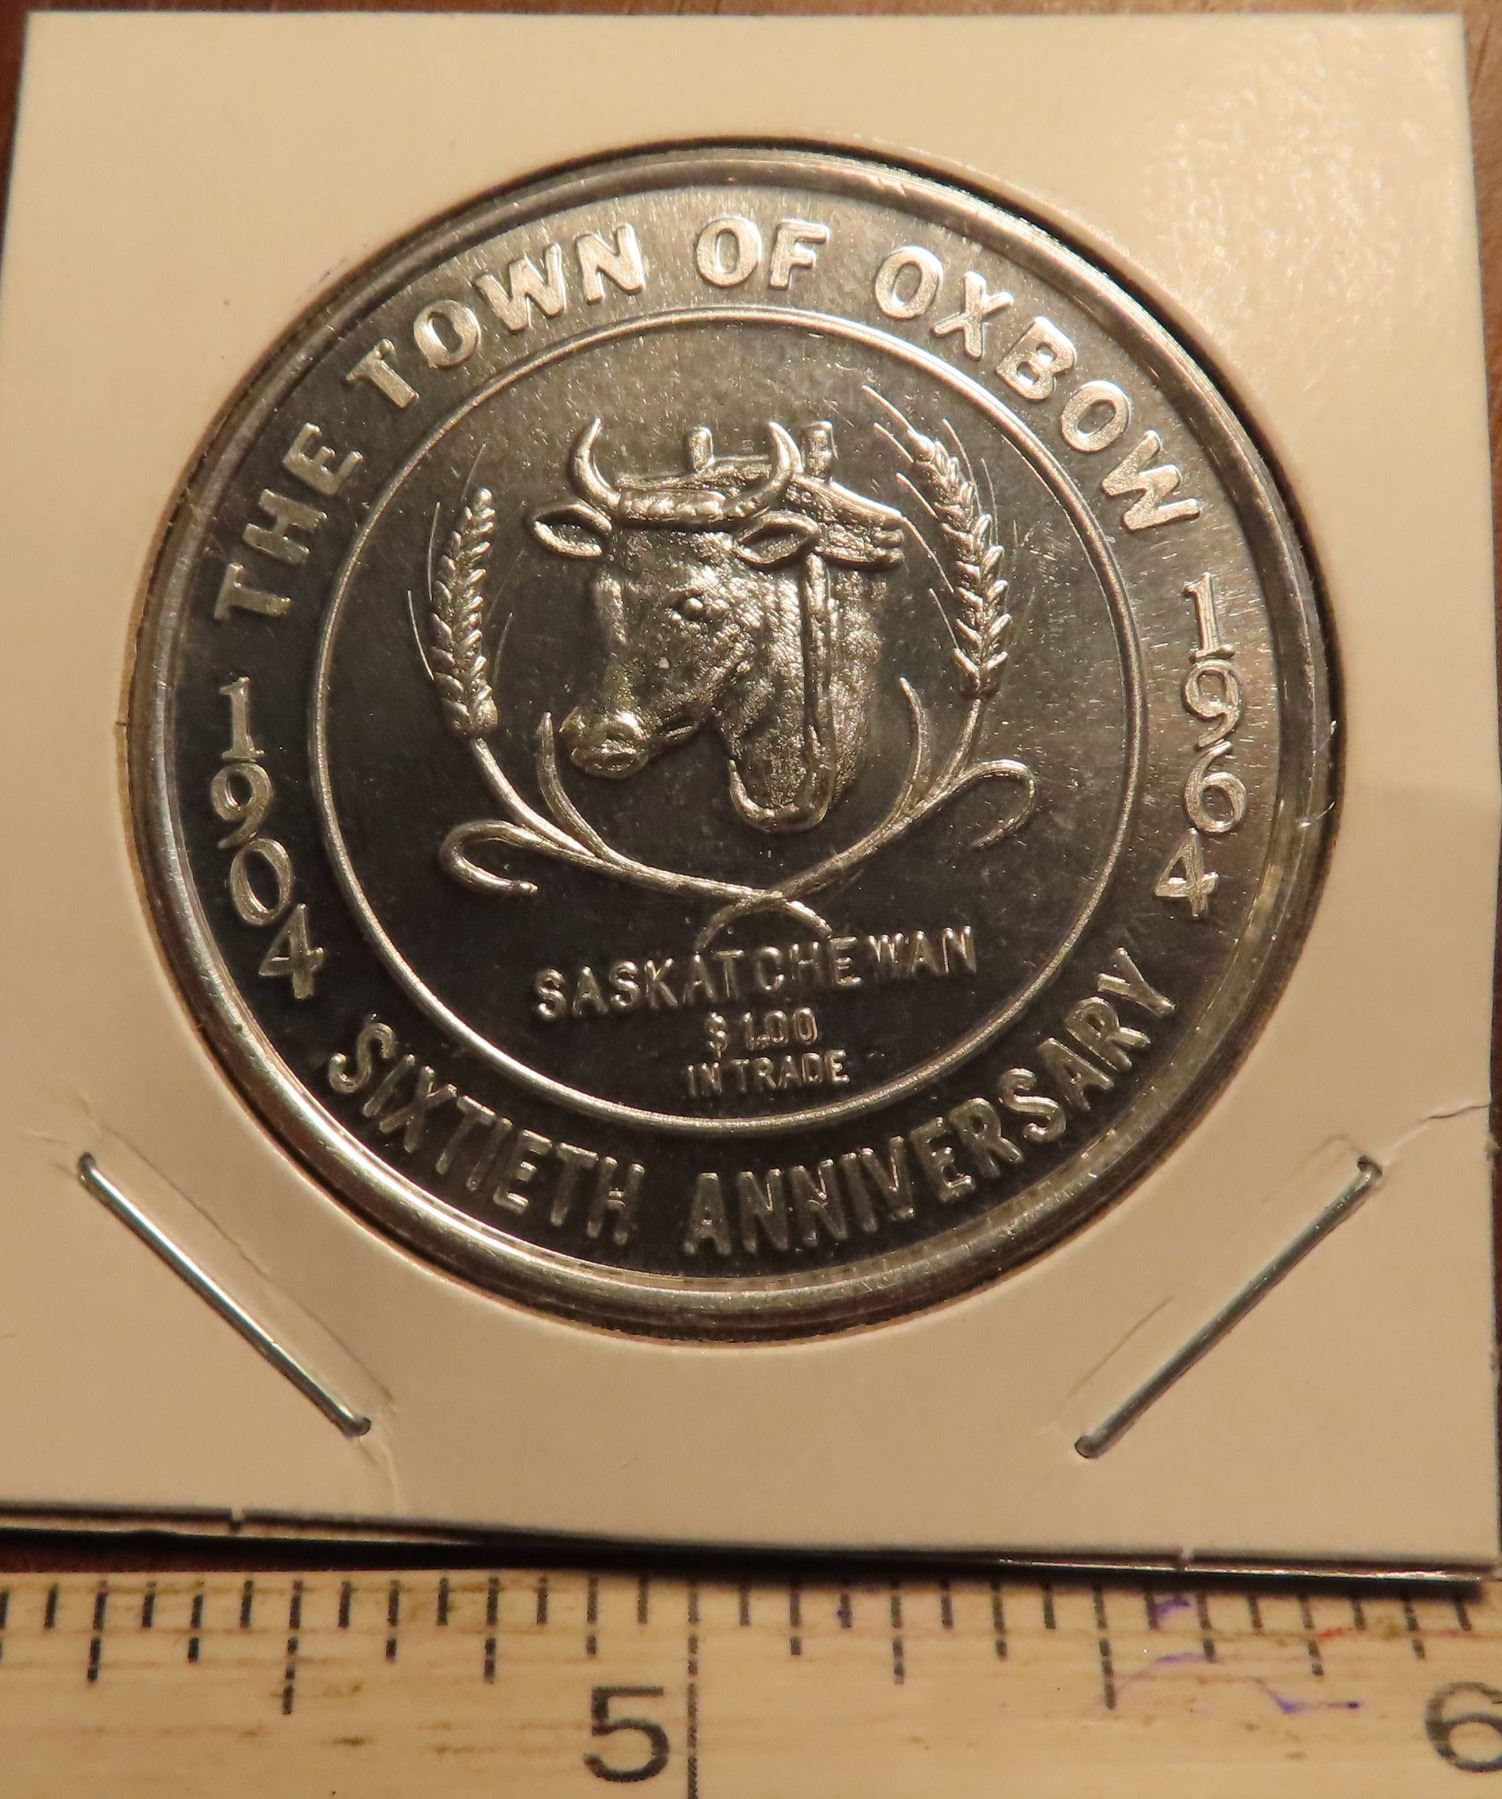 THE TOWN OF OXBOW
1904
1964
SASKATCHEWAN
$1.00
IN TRADE
SIXTIETH ANNIVERSARY
5
6